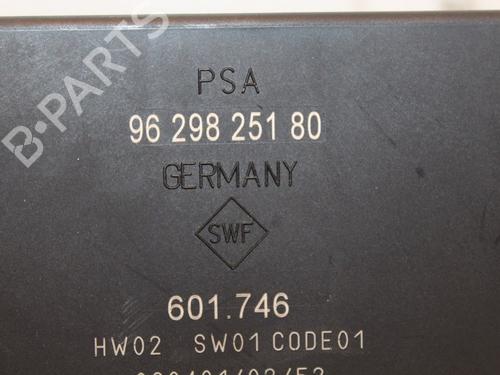 B-PARTS
PSA
96 298 251 80
GERMANY
SWF
601.746
HW02 SW01 CODE01